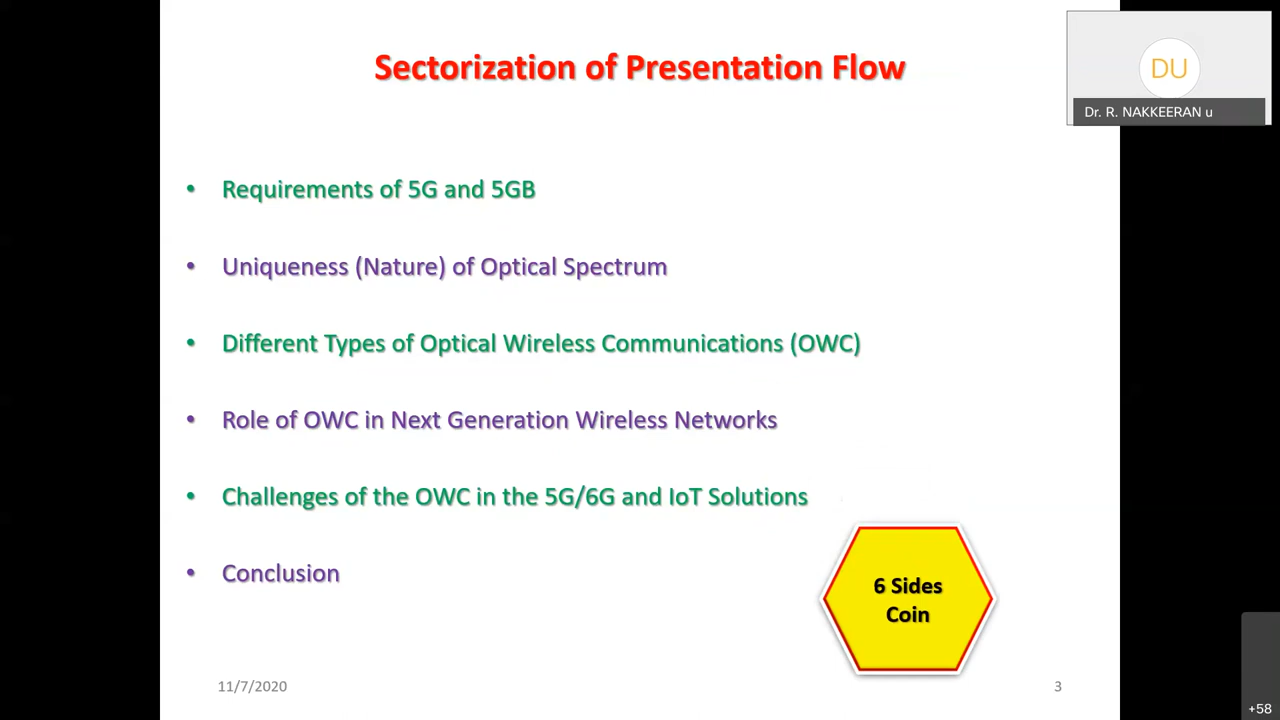 Sectorization of Presentation Flow
DU
Dr. R. NAKKEERAN u
• Requirements of 5G and 5GB
• Uniqueness (Nature) of Optical Spectrum
• Different Types of Optical Wireless Communications (OWC)
• Role of OWC in Next Generation Wireless Networks
• Challenges of the OWC in the 5G/6G and IoT Solutions
• Conclusion
6 Sides
Coin
11/7/2020
3
+58